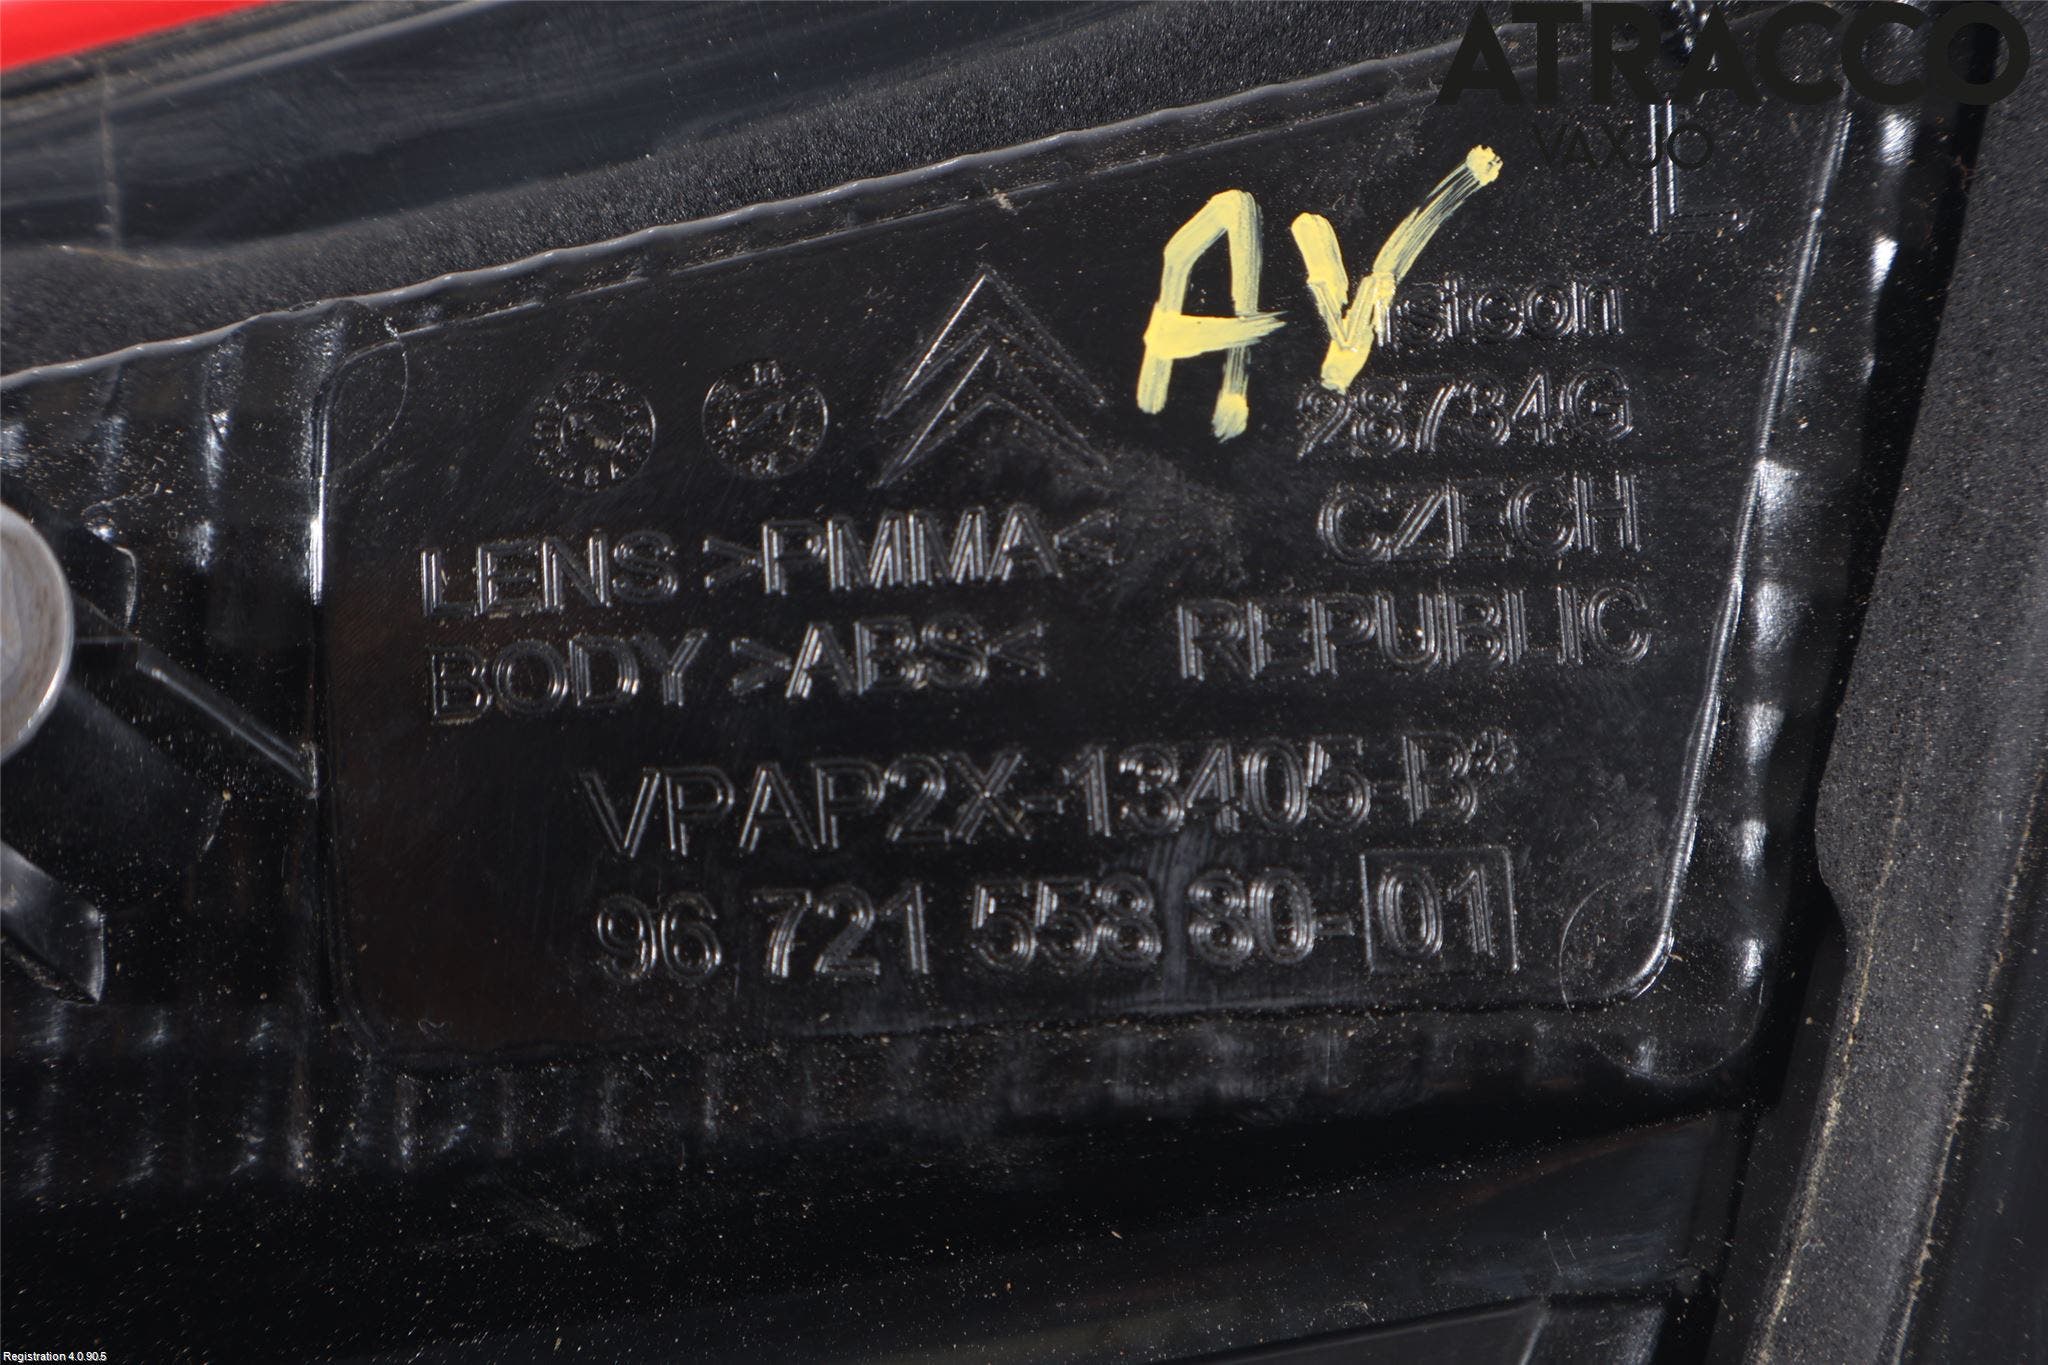 ATRACCO
VAXJO
L
AV
Visteon
98734G
CZECH
REPUBLIC
LENS >PMMA<
BODY >ABS<
VPAP2X-13405-B*
96 721 558 80-01
Registration 4.0.90.5